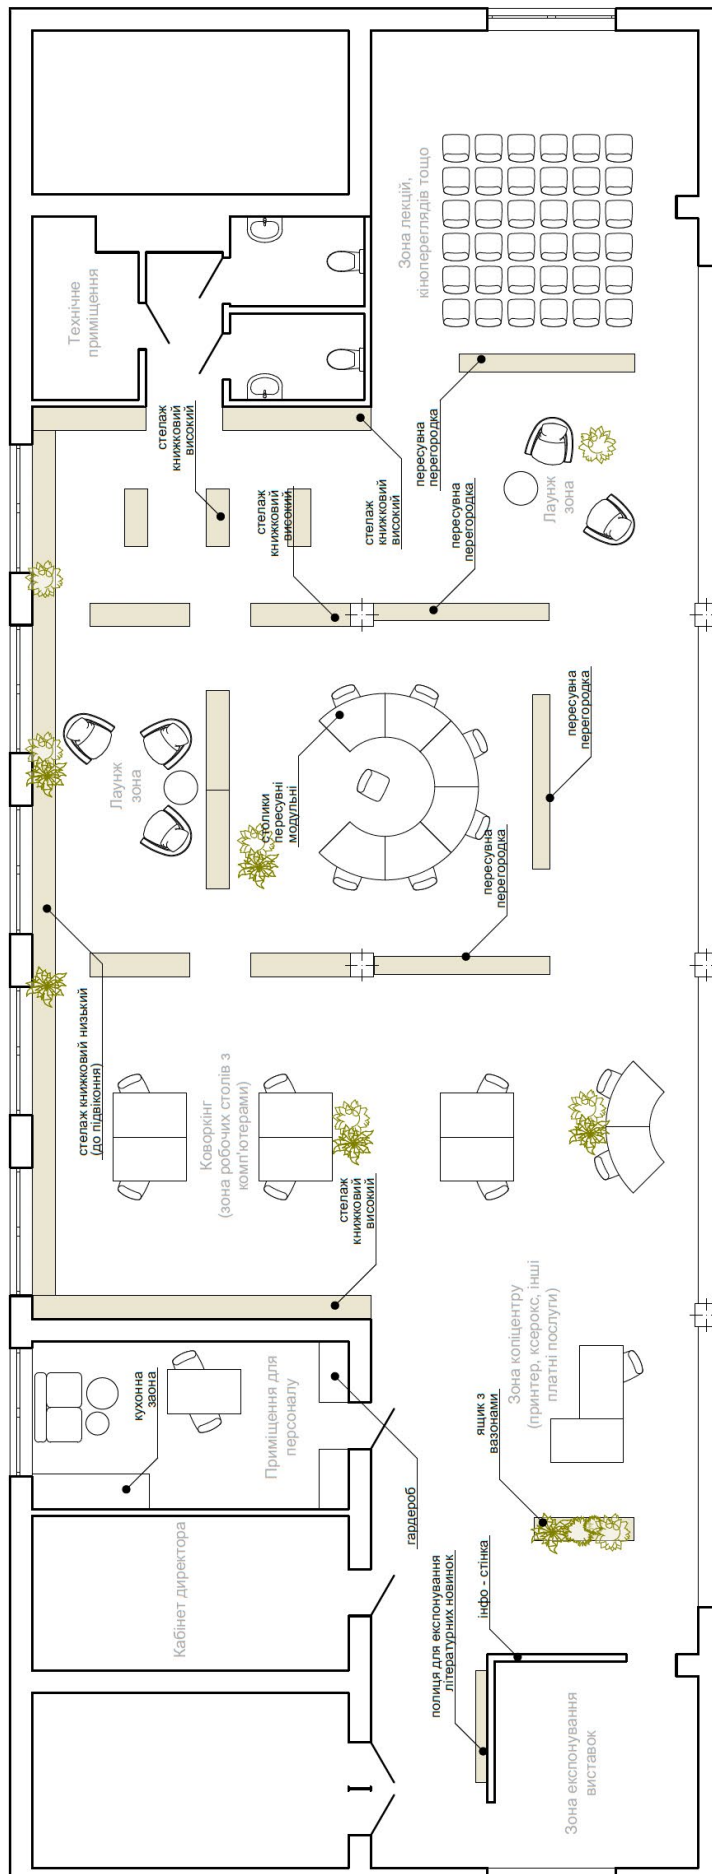 Технічне
приміщення
Зона лекцій,
кінопереглядів тощо
стелаж
книжковий
високий
стелаж
книжковий
високий
стелаж
книжковий
високий
пересувна
перегородка
пересувна
перегородка
Лаунж
зона
Лаунж
зона
столики
пересувні
модульні
пересувна
перегородка
пересувна
перегородка
стелаж книжковий низький
(до підвіконня)
Коворкінг
(зона робочих столів з
комп'ютерами)
стелаж
книжковий
високий
кухонна
заона
Приміщення для
персоналу
гардероб
Зона копіцентру
(принтер, ксерокс, інші
платні послуги)
ящик з
вазонами
Кабінет директора
полиця для експонування
літературних новинок
інфо - стінка
Зона експонування
виставок